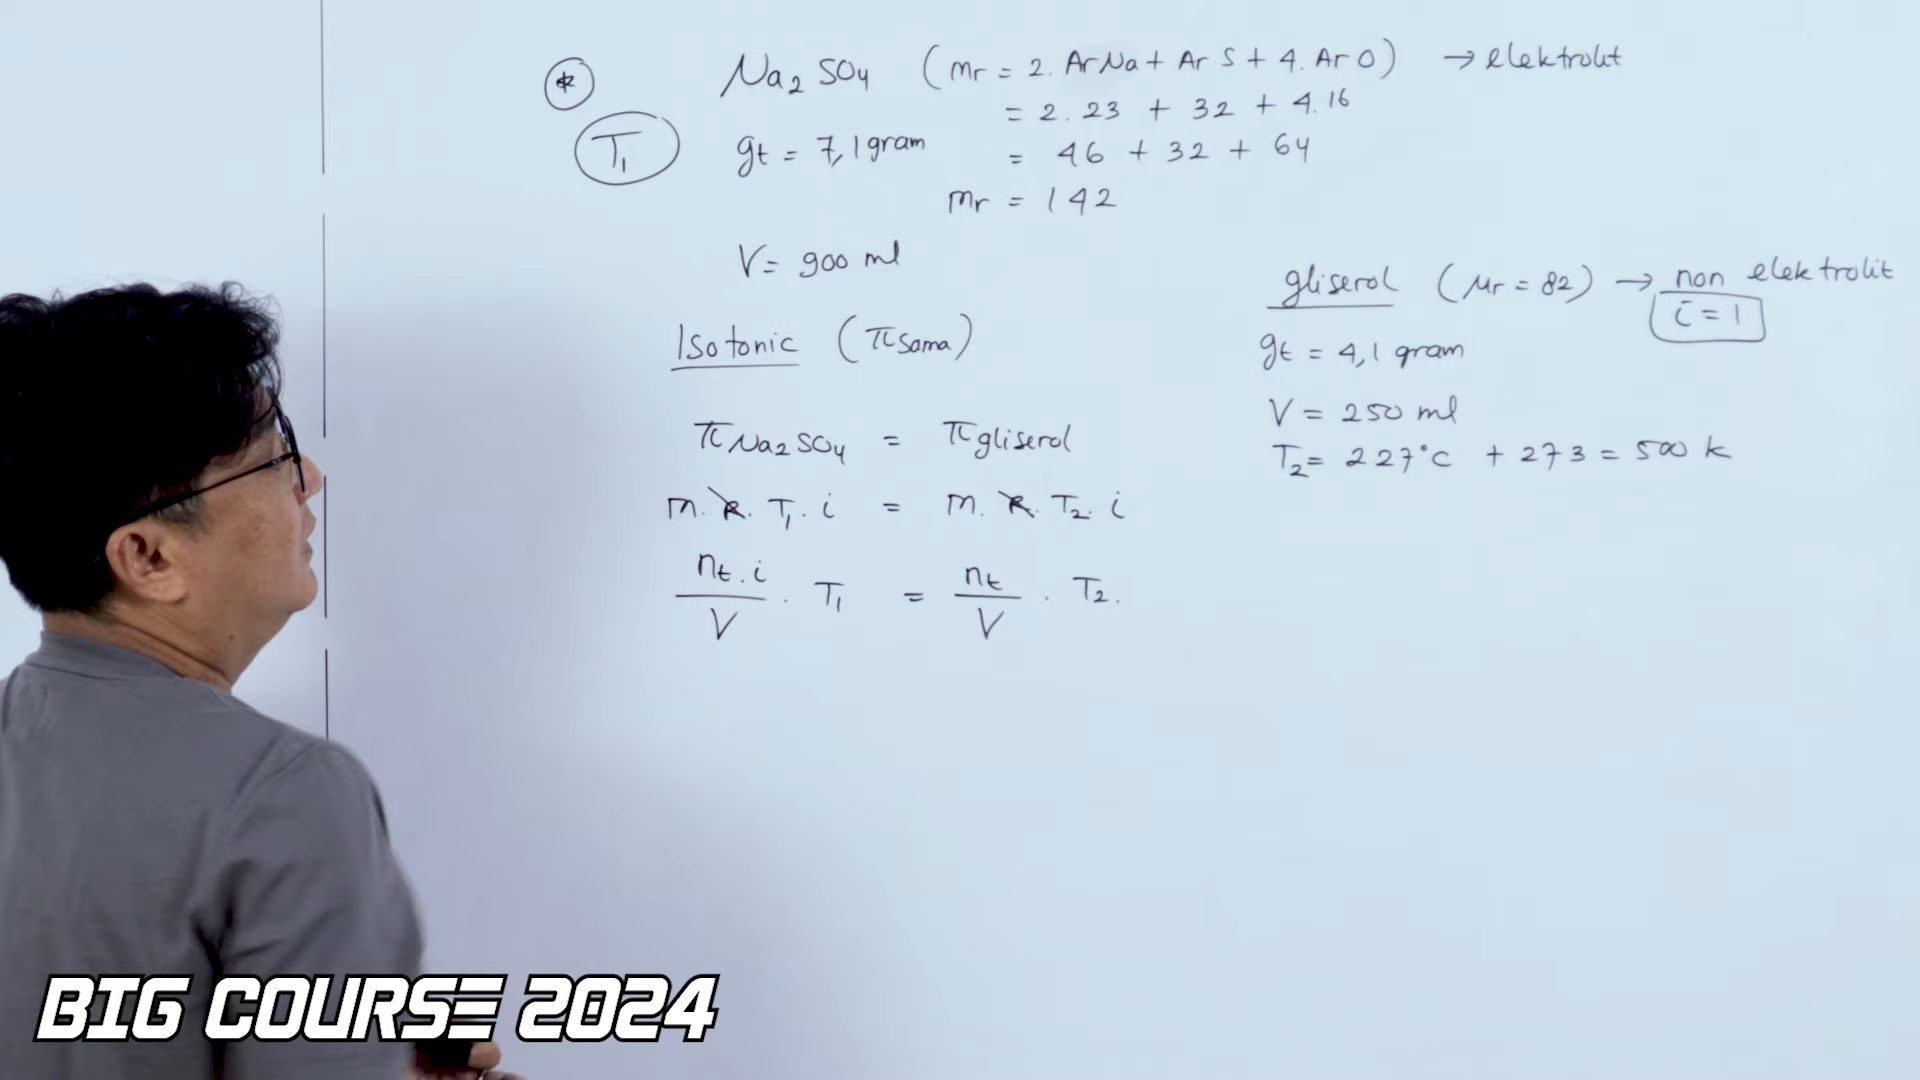 *
Na₂SO₄ (Mr = 2. Ar Na + Ar S + 4. Ar O) → elektrolit
= 2.23 + 32 + 4.16
T₁
gt = 7,1 gram
= 46 + 32 + 64
Mr = 142
V = 900 ml
Isotonic (π sama)
π Na₂SO₄ = π gliserol
M. R. T₁. i = M. R. T₂. i
nt. i / V . T₁ = nt / V . T₂.
gliserol (Mr = 82) → non elektrolit
i = 1
gt = 4,1 gram
V = 250 ml
T₂ = 227°C + 273 = 500 K
BIG COURSE 2024